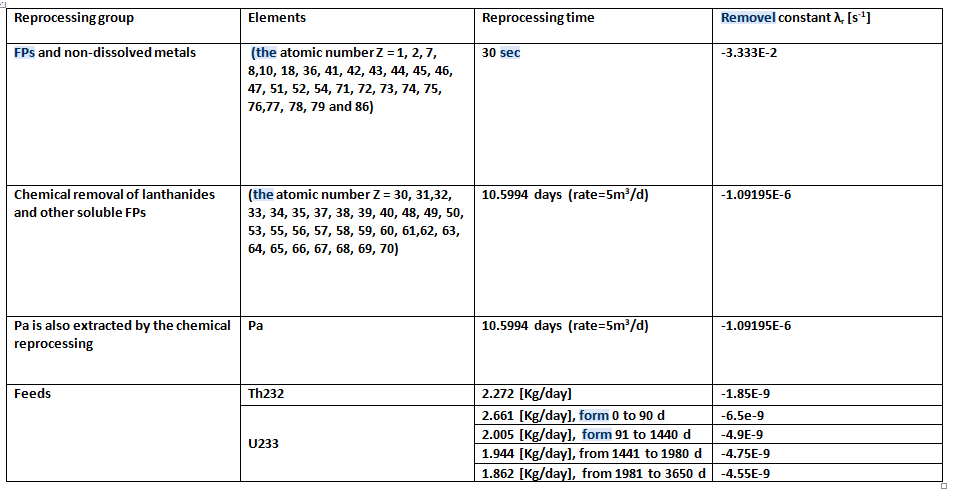 Reprocessing group Elements Reprocessing time Removel constant λr [s⁻¹]
FPs and non-dissolved metals (the atomic number Z = 1, 2, 7, 30 sec -3.333E-2
8,10, 18, 36, 41, 42, 43, 44, 45, 46,
47, 51, 52, 54, 71, 72, 73, 74, 75,
76,77, 78, 79 and 86)
Chemical removal of lanthanides (the atomic number Z = 30, 31,32, 10.5994 days (rate=5m³/d) -1.09195E-6
and other soluble FPs 33, 34, 35, 37, 38, 39, 40, 48, 49, 50,
53, 55, 56, 57, 58, 59, 60, 61,62, 63,
64, 65, 66, 67, 68, 69, 70)
Pa is also extracted by the chemical Pa 10.5994 days (rate=5m³/d) -1.09195E-6
reprocessing
Feeds Th232 2.272 [Kg/day] -1.85E-9
U233 2.661 [Kg/day], form 0 to 90 d -6.5e-9
2.005 [Kg/day], form 91 to 1440 d -4.9E-9
1.944 [Kg/day], from 1441 to 1980 d -4.75E-9
1.862 [Kg/day], from 1981 to 3650 d -4.55E-9